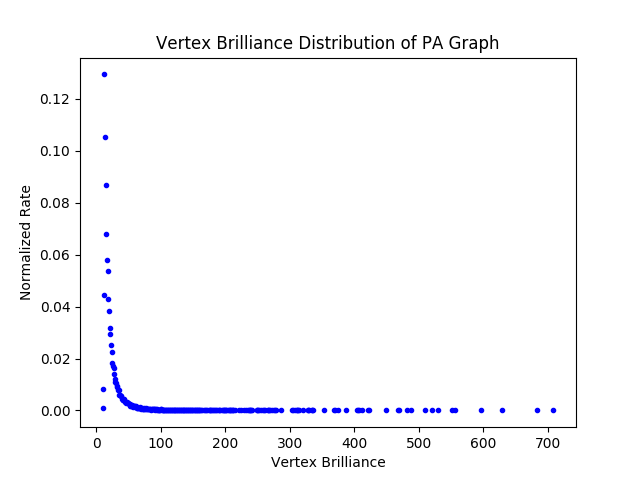 Vertex Brilliance Distribution of PA Graph
0.12
0.10
0.08
0.06
0.04
0.02
0.00
Normalized Rate
0 100 200 300 400 500 600 700
Vertex Brilliance